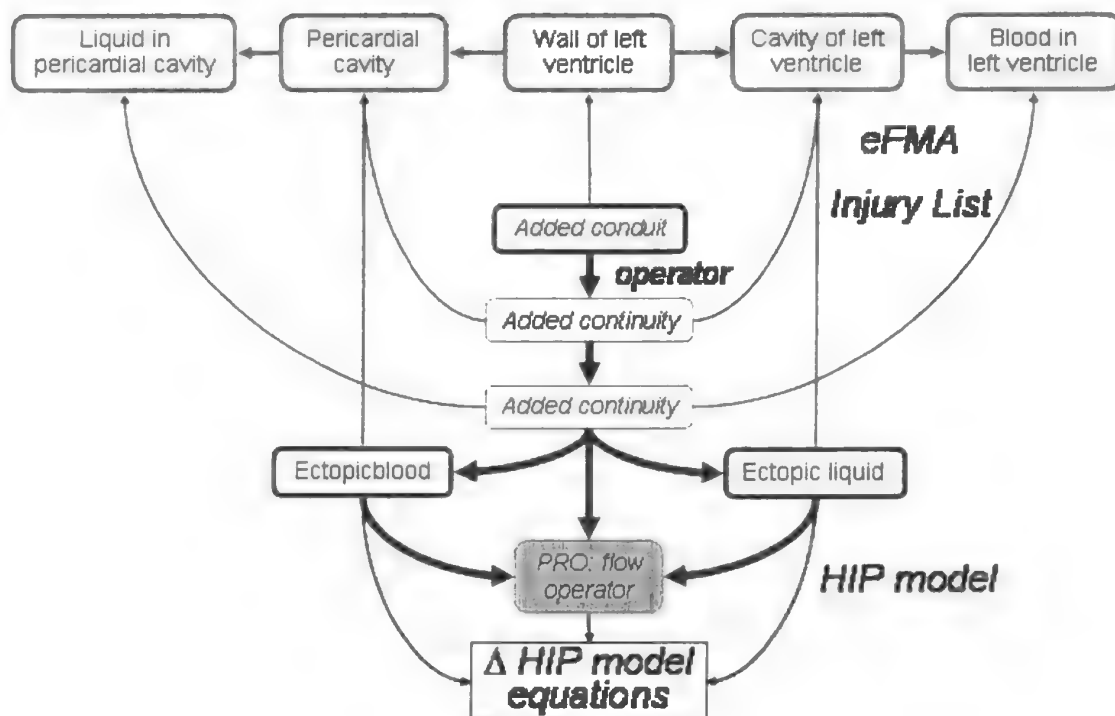 Liquid in
pericardial cavity
Pericardial
cavity
Wall of left
ventricle
Cavity of left
ventricle
Blood in
left ventricle
eFMA
Injury List
Added conduit
operator
Added continuity
Added continuity
Ectopicblood
Ectopic liquid
PRO: flow
operator
HIP model
Δ HIP model
equations